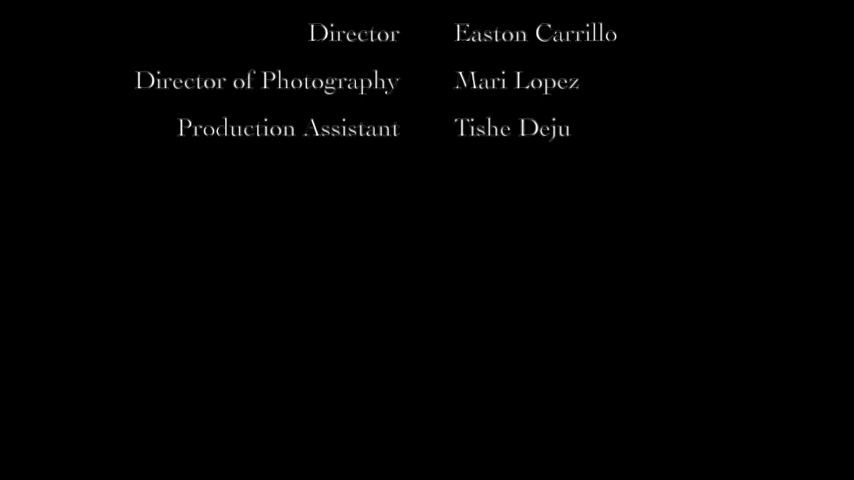 Director Easton Carrillo
Director of Photography Mari Lopez
Production Assistant Tishe Deju